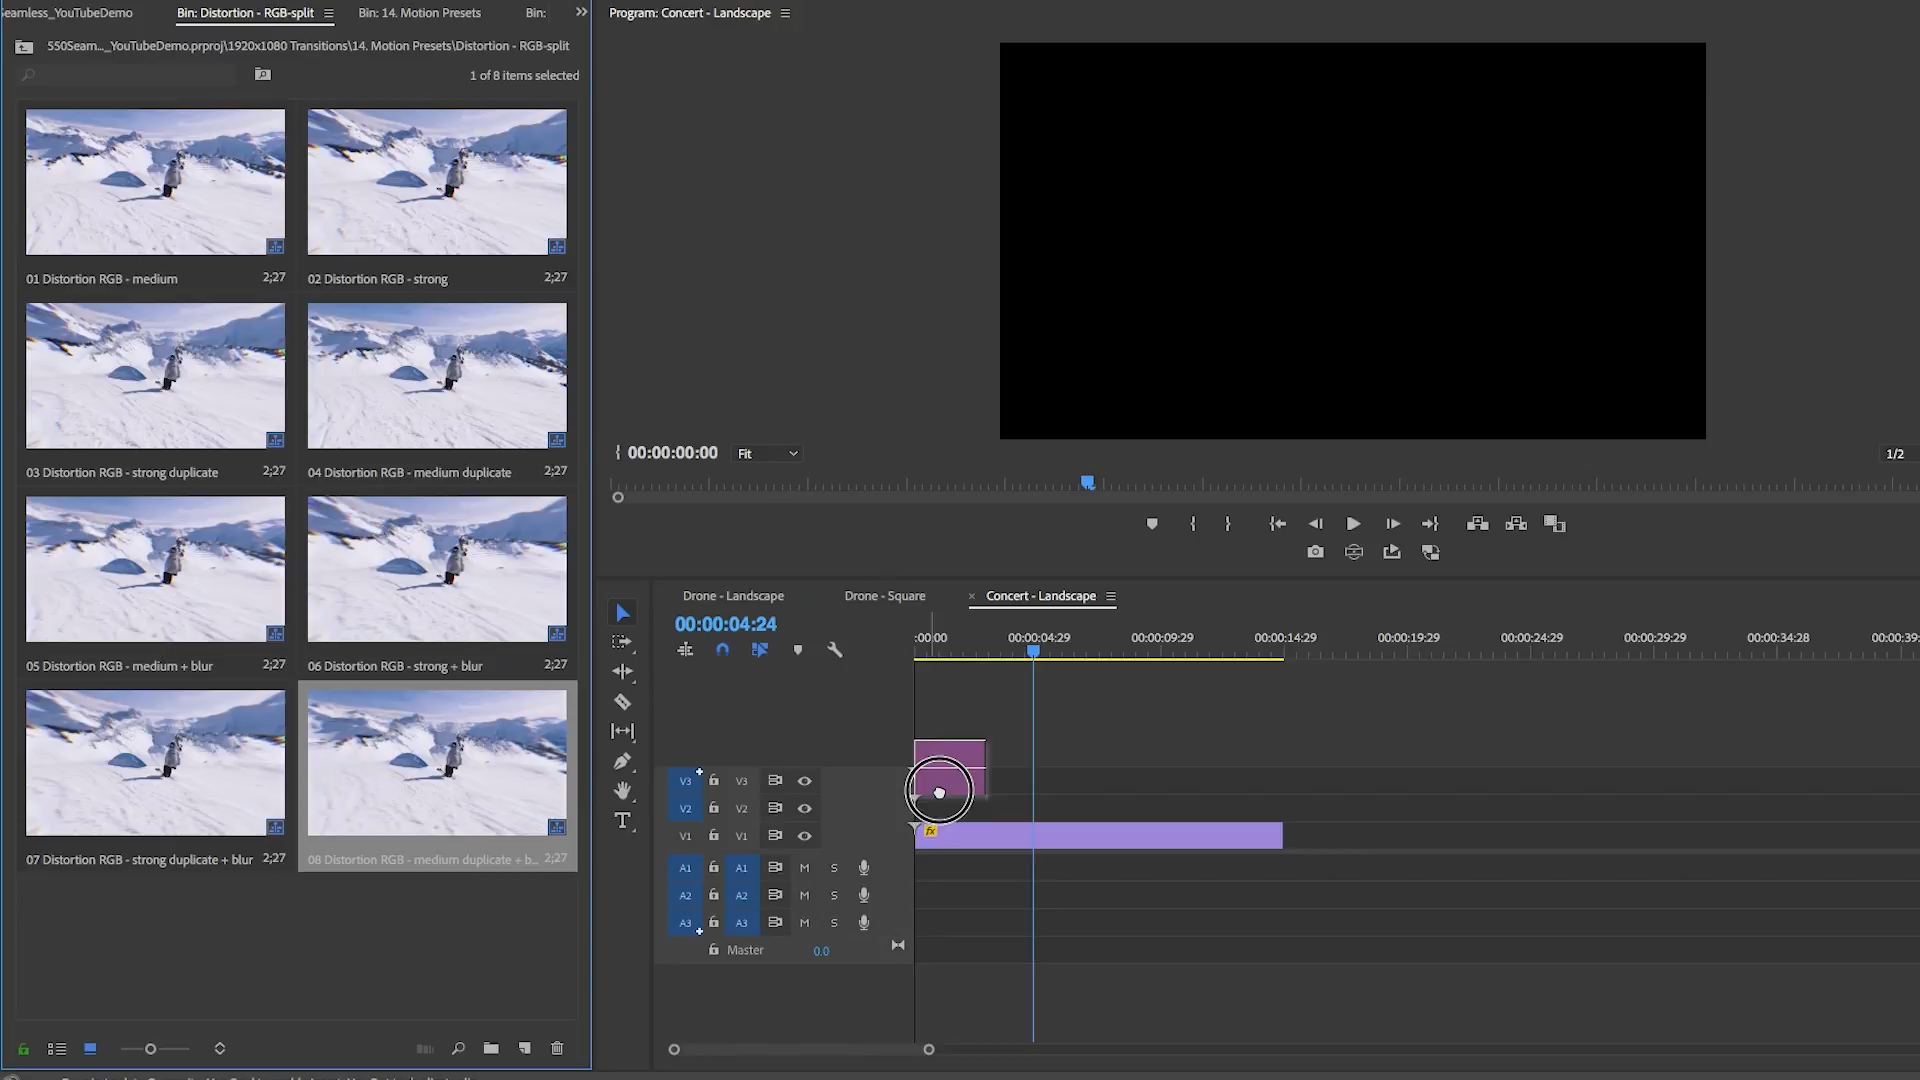 Seamless_YouTubeDemo
Bin: Distortion - RGB-split
Bin: 14. Motion Presets
Bin:
550Seam..._YouTubeDemo.prproj\1920x1080 Transitions\14. Motion Presets\Distortion - RGB-split
1 of 8 items selected
01 Distortion RGB - medium
2;27
02 Distortion RGB - strong
2;27
03 Distortion RGB - strong duplicate
2;27
04 Distortion RGB - medium duplicate
2;27
05 Distortion RGB - medium + blur
2;27
06 Distortion RGB - strong + blur
2;27
07 Distortion RGB - strong duplicate + blur
2;27
08 Distortion RGB - medium duplicate + b...
2;27
Program: Concert - Landscape
00:00:00:00
Fit
1/2
Drone - Landscape
Drone - Square
Concert - Landscape
00:00:04:24
:00:00
00:00:04:29
00:00:09:29
00:00:14:29
00:00:19:29
00:00:24:29
00:00:29:29
00:00:34:28
00:00:39:
V3
V3
V2
V2
V1
V1
fx
A1
A1
M
S
A2
A2
M
S
A3
A3
M
S
Master
0.0